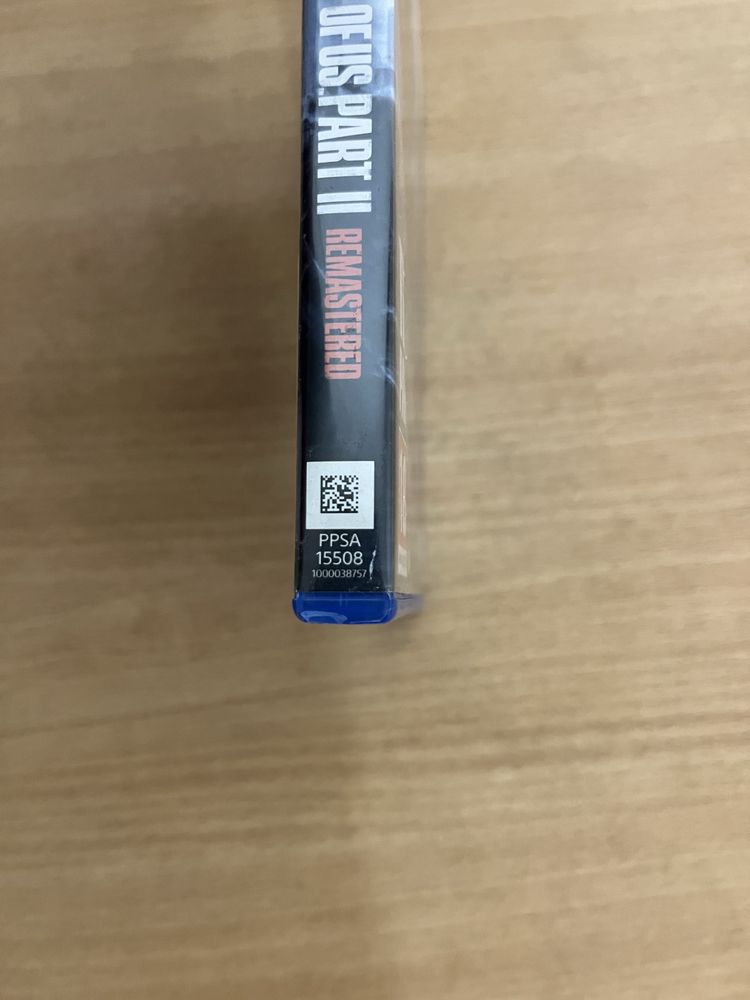 OF US PART II
REMASTERED
PPSA
15508
1000038757